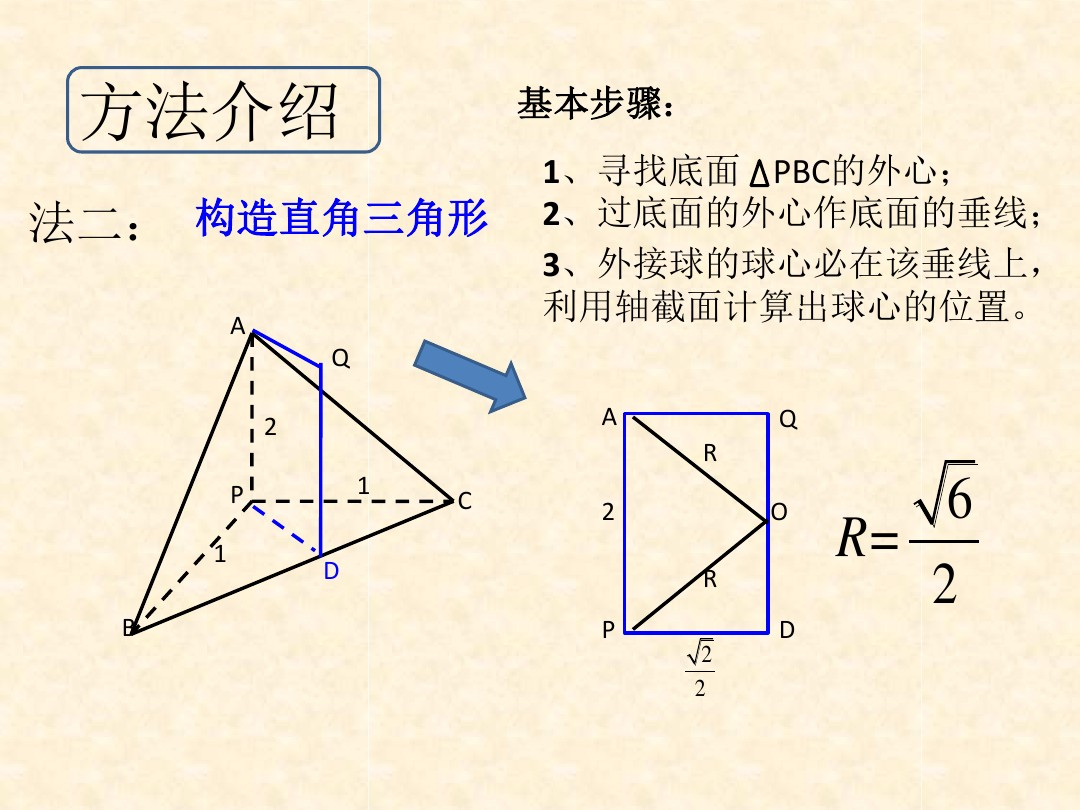 方法介绍
基本步骤：
1、寻找底面 ΔPBC的外心；
2、过底面的外心作底面的垂线；
3、外接球的球心必在该垂线上，
利用轴截面计算出球心的位置。
法二： 构造直角三角形
A
Q
2
P
1
C
1
D
B
A
Q
R
2
O
R
P
D
√2/2
R=√6/2